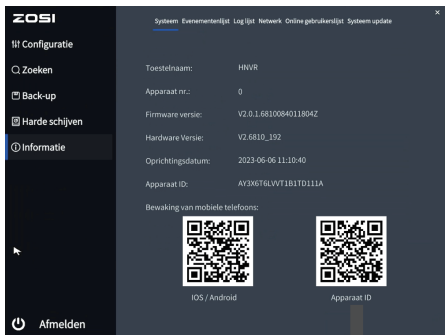 ZOSI
Systeem Evenementenlijst Log lijst Netwerk Online gebruikerslijst Systeem update
Configuratie
Zoeken
Back-up
Harde schijven
Informatie
Toestelnaam: HNVR
Apparaat nr.: 0
Firmware versie: V2.0.1.6810084011804Z
Hardware Versie: V2.6810_192
Oprichtingsdatum: 2023-06-06 11:10:40
Apparaat ID: AY3X6T6LVVT1B1TD111A
Bewaking van mobiele telefoons:
IOS / Android
Apparaat ID
Afmelden